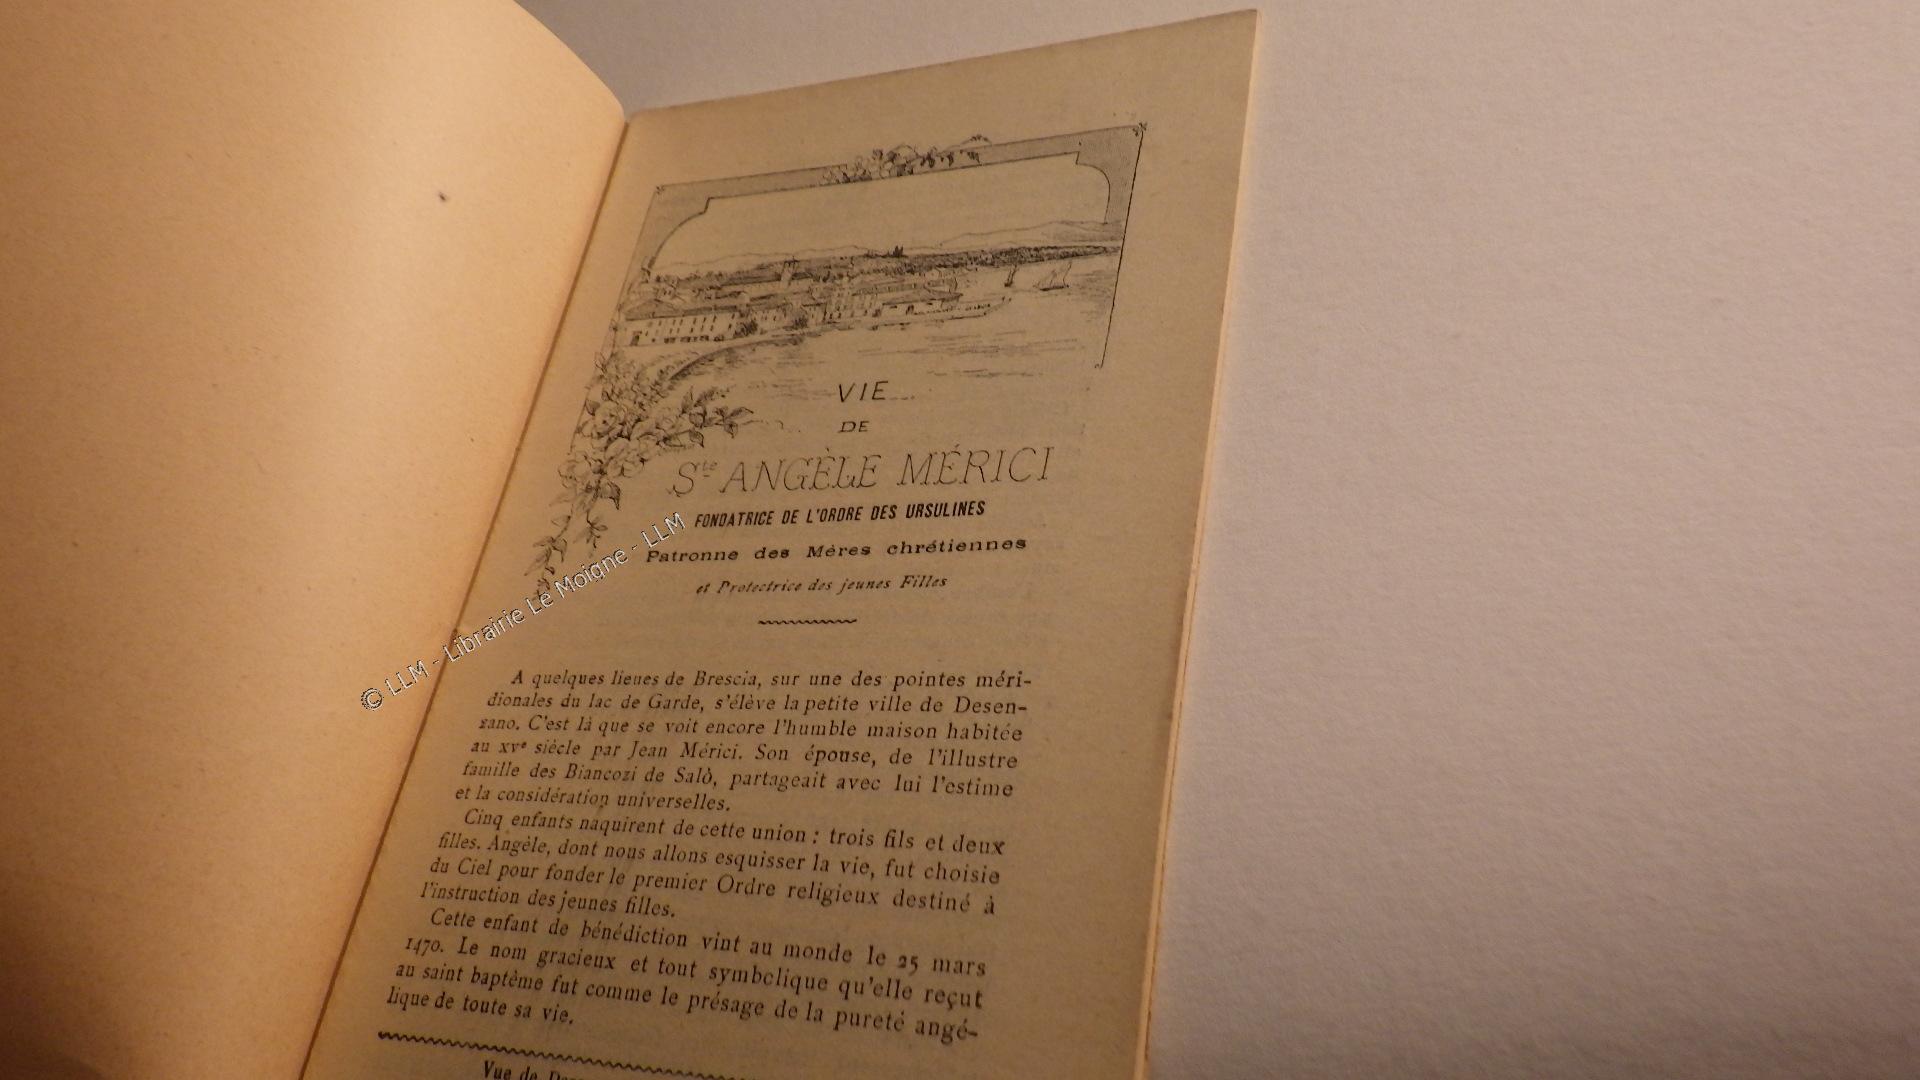 VIE
DE
Ste ANGÈLE MÉRICI
FONDATRICE DE L'ORDRE DES URSULINES
Patronne des Mères chrétiennes
et Protectrice des jeunes Filles
A quelques lieues de Brescia, sur une des pointes méri-
dionales du lac de Garde, s'élève la petite ville de Desen-
zano. C'est là que se voit encore l'humble maison habitée
au XVe siècle par Jean Mérici. Son épouse, de l'illustre
famille des Biancozi de Salò, partageait avec lui l'estime
et la considération universelles.
Cinq enfants naquirent de cette union : trois fils et deux
filles. Angèle, dont nous allons esquisser la vie, fut choisie
du Ciel pour fonder le premier Ordre religieux destiné à
l'instruction des jeunes filles.
Cette enfant de bénédiction vint au monde le 25 mars
1470. Le nom gracieux et tout symbolique qu'elle reçut
au saint baptême fut comme le présage de la pureté angé-
lique de toute sa vie.
Vue de
© LLM - Librairie Le Moigne - LLM